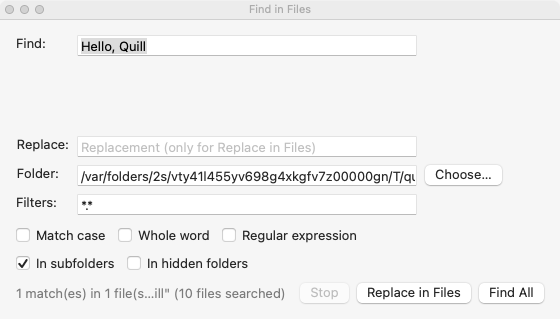 Find in Files
Find: Hello, Quill
Replace: Replacement (only for Replace in Files)
Folder: /var/folders/2s/vty41l455yv698g4xkgfv7z00000gn/T/qu Choose...
Filters: *.*
Match case Whole word Regular expression
In subfolders In hidden folders
1 match(es) in 1 file(s...ill" (10 files searched) Stop Replace in Files Find All